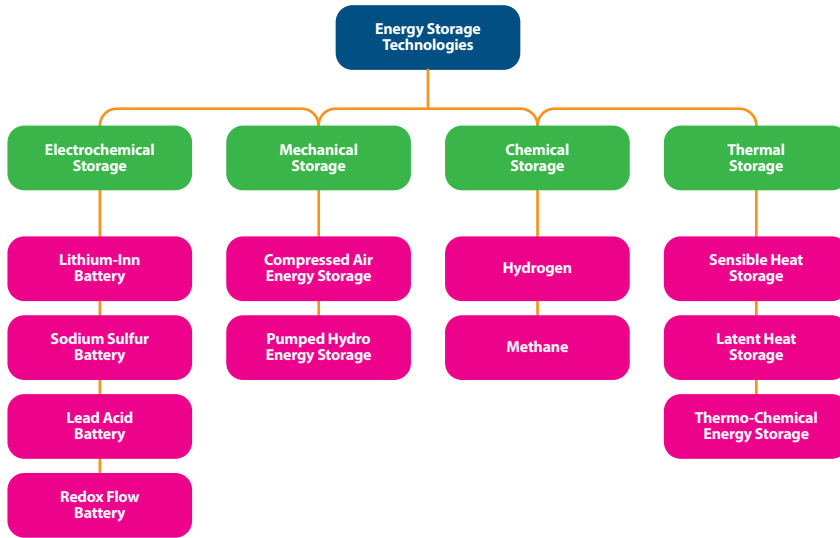 Energy Storage
Technologies
Electrochemical
Storage
Mechanical
Storage
Chemical
Storage
Thermal
Storage
Lithium-Inn
Battery
Compressed Air
Energy Storage
Hydrogen
Sensible Heat
Storage
Sodium Sulfur
Battery
Pumped Hydro
Energy Storage
Methane
Latent Heat
Storage
Lead Acid
Battery
Thermo-Chemical
Energy Storage
Redox Flow
Battery